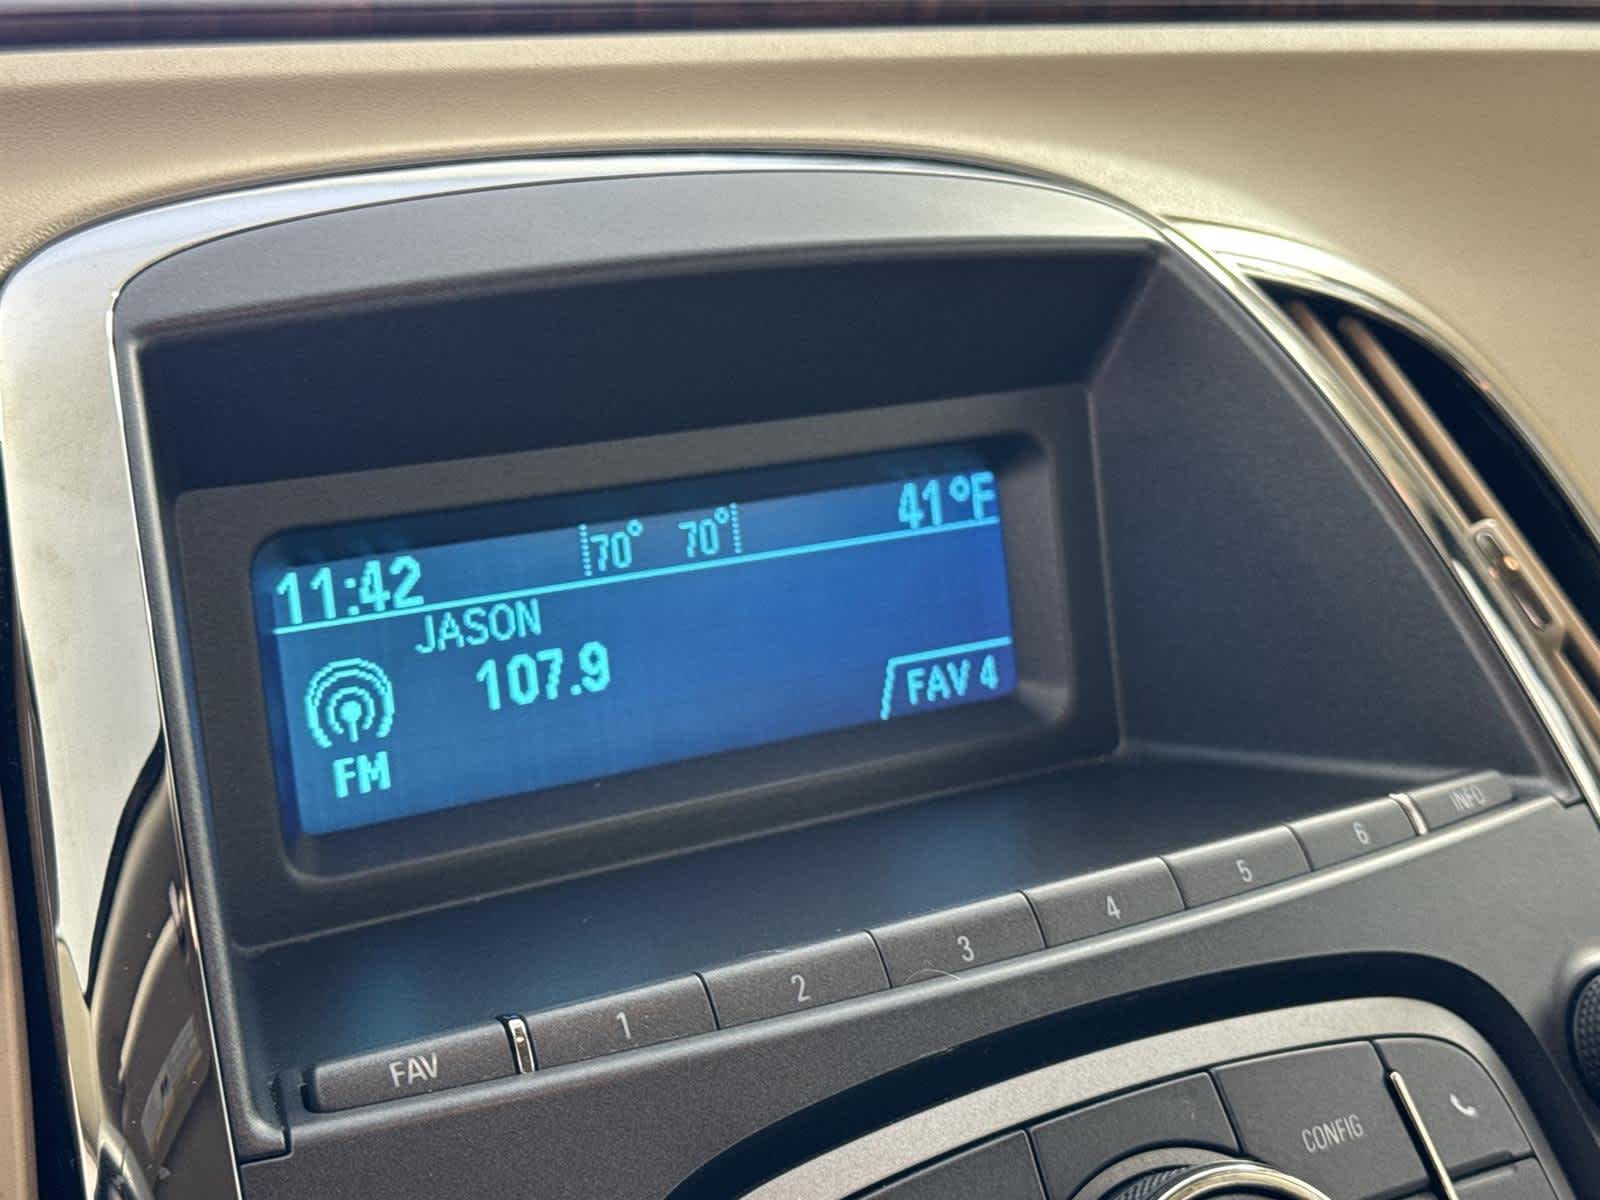 11:42 70° 70° 41°F
JASON
107.9
FM
FAV 4
FAV 1 2 3 4 5 6 INFO
CONFIG